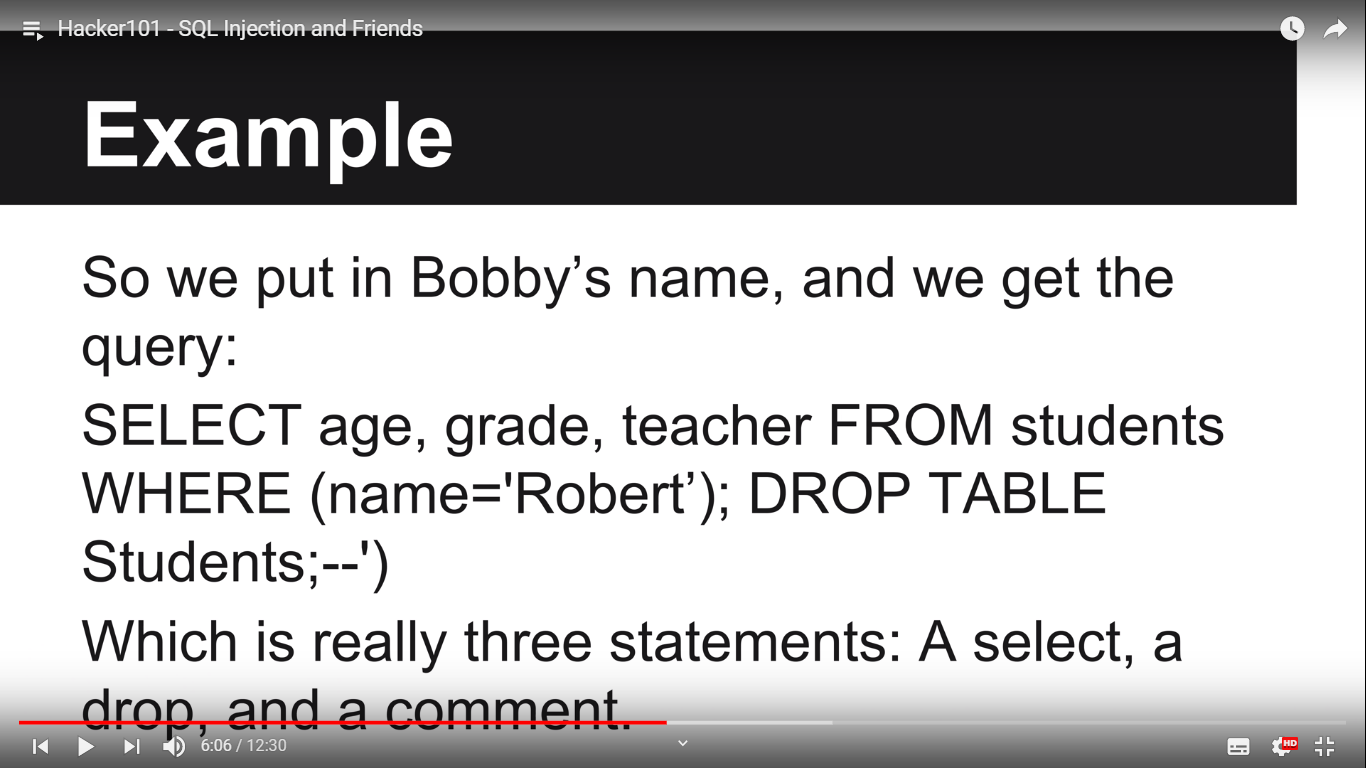 Hacker101 - SQL Injection and Friends
Example
So we put in Bobby’s name, and we get the
query:
SELECT age, grade, teacher FROM students
WHERE (name='Robert’); DROP TABLE
Students;--')
Which is really three statements: A select, a
drop, and a comment.
6:06 / 12:30
HD